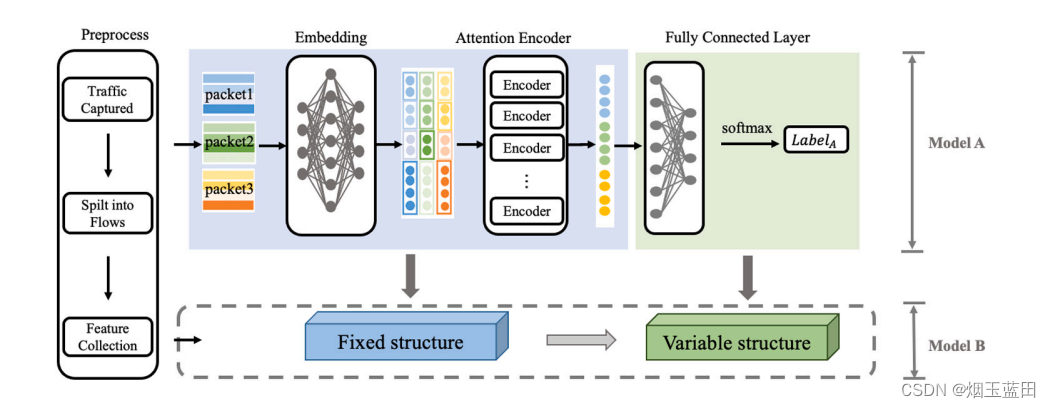 Preprocess
Embedding
Attention Encoder
Fully Connected Layer
Traffic
Captured
Spilt into
Flows
Feature
Collection
packet1
packet2
packet3
Encoder
Encoder
Encoder
...
Encoder
softmax
Label_A
Model A
Fixed structure
Variable structure
Model B
CSDN @烟玉蓝田